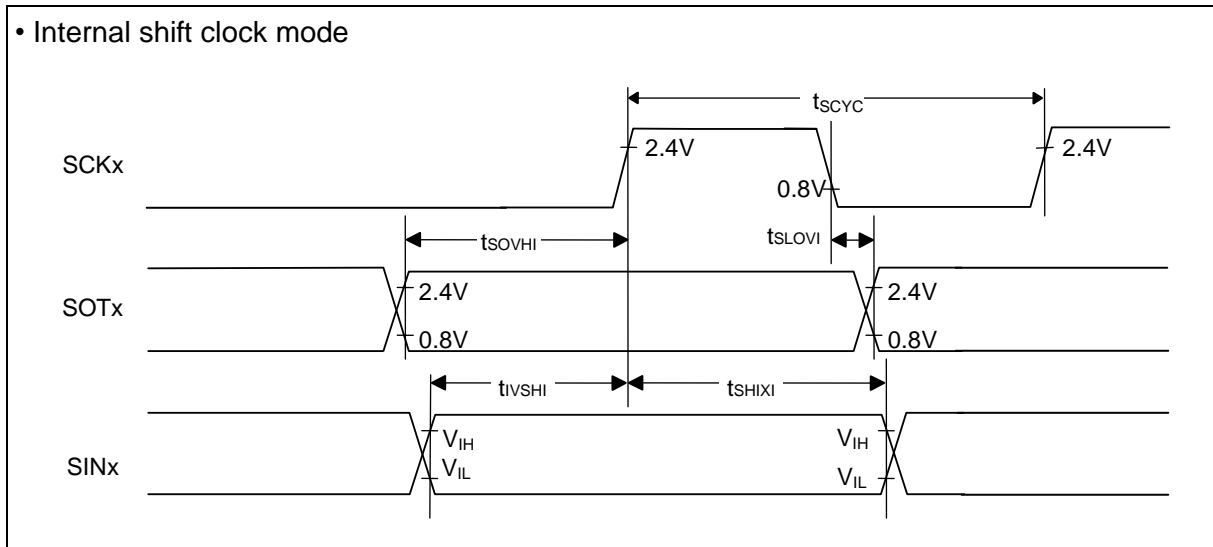 • Internal shift clock mode
tSCYC
SCKx
2.4V
2.4V
0.8V
tSOVHI
tSLOVI
SOTx
2.4V
2.4V
0.8V
0.8V
tIVSHI
tSHIXI
VIH
VIH
SINx
VIL
VIL